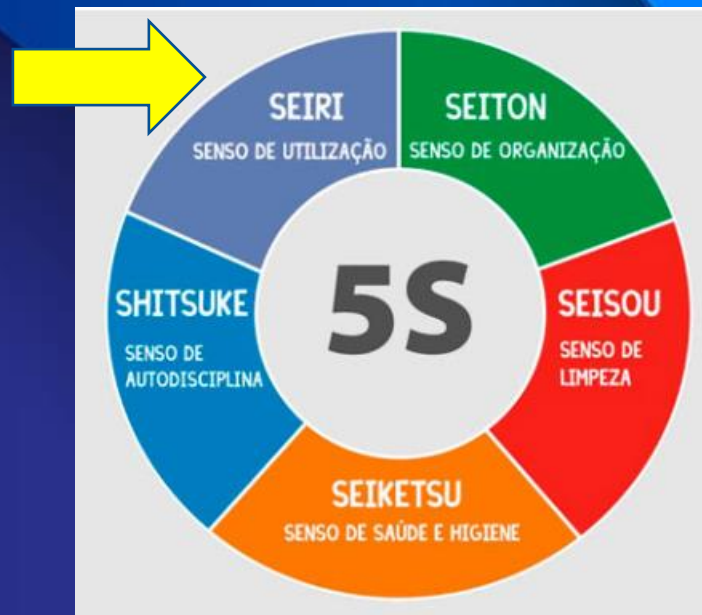 SEIRI
SENSO DE UTILIZAÇÃO
SEITON
SENSO DE ORGANIZAÇÃO
SHITSUKE
SENSO DE
AUTODISCIPLINA
5S
SEISOU
SENSO DE
LIMPEZA
SEIKETSU
SENSO DE SAÚDE E HIGIENE